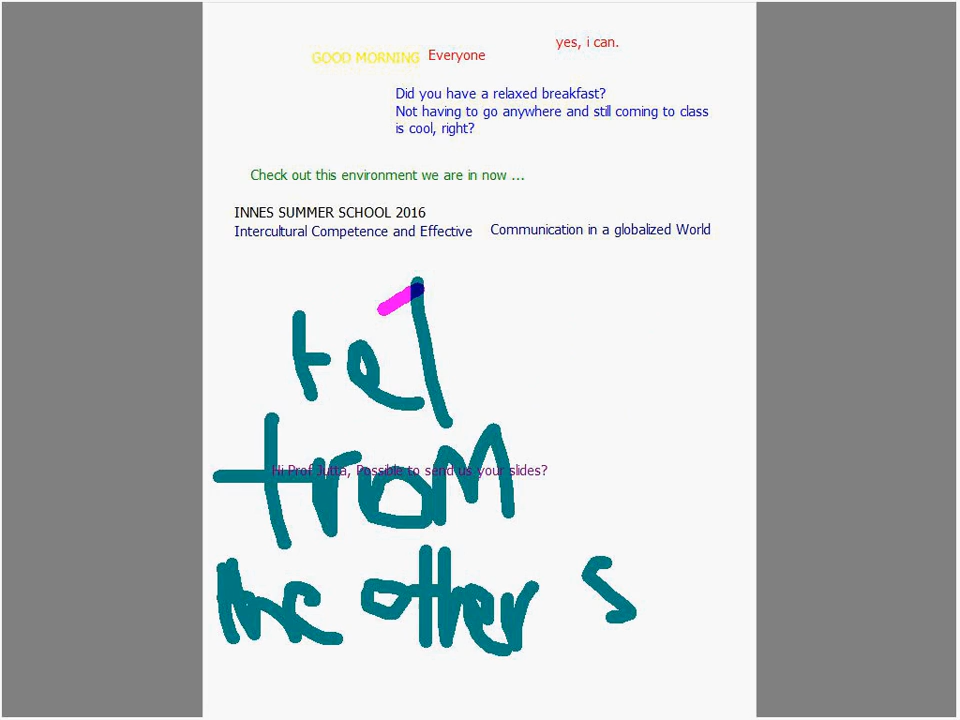 yes, i can.
GOOD MORNING Everyone
Did you have a relaxed breakfast?
Not having to go anywhere and still coming to class
is cool, right?
Check out this environment we are in now ...
INNES SUMMER SCHOOL 2016
Intercultural Competence and Effective Communication in a globalized World
tel
from
Hi Prof Jutta, Possible to send us your slides?
the other s